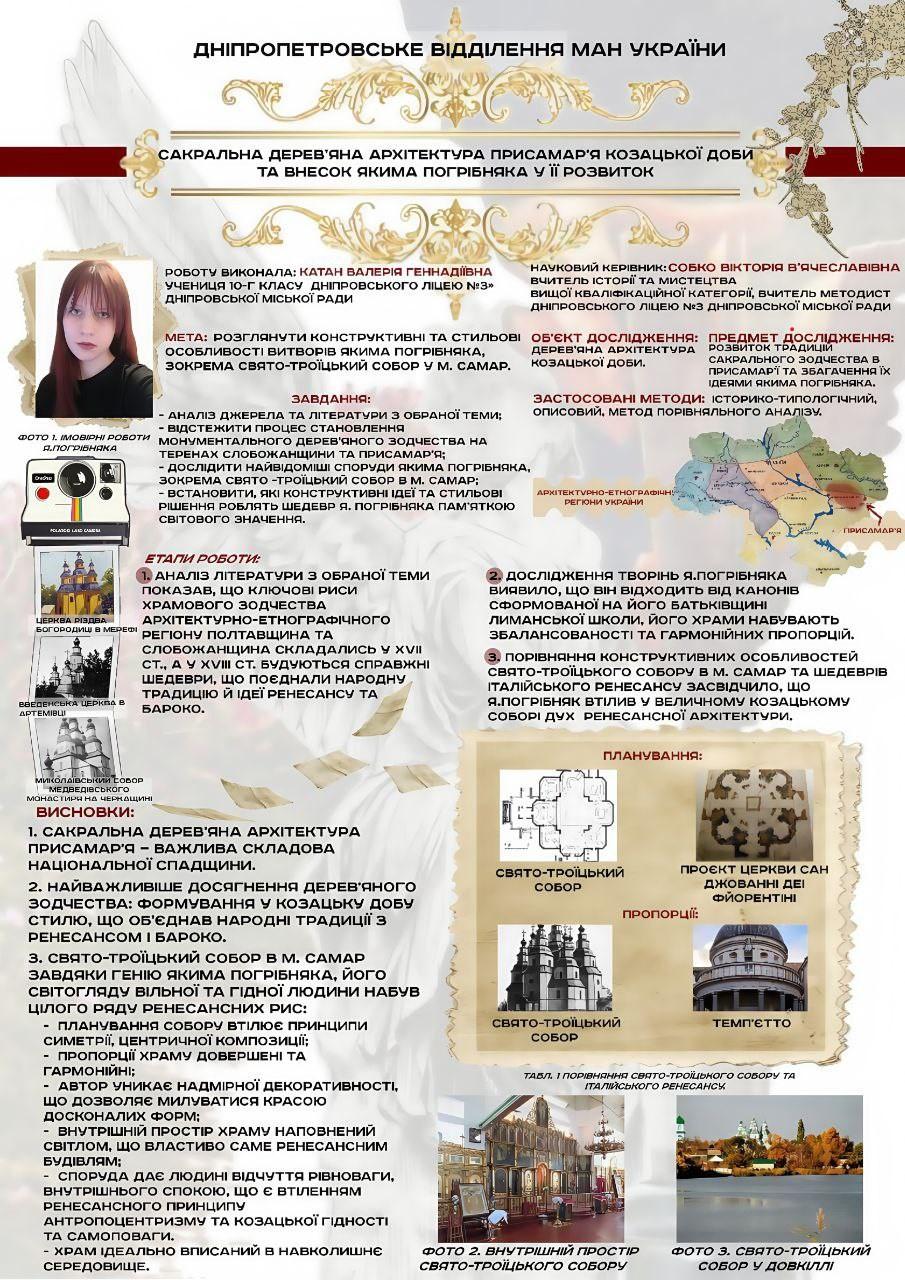 ДНІПРОПЕТРОВСЬКЕ ВІДДІЛЕННЯ МАН УКРАЇНИ
САКРАЛЬНА ДЕРЕВ'ЯНА АРХІТЕКТУРА ПРИСАМАР'Я КОЗАЦЬКОЇ ДОБИ
ТА ВНЕСОК ЯКИМА ПОГРІБНЯКА У ЇЇ РОЗВИТОК
РОБОТУ ВИКОНАЛА: КАТАН ВАЛЕРІЯ ГЕННАДІЇВНА
УЧЕНИЦЯ 10-Г КЛАСУ ДНІПРОВСЬКОГО ЛІЦЕЮ №3»
ДНІПРОВСЬКОЇ МІСЬКОЇ РАДИ
НАУКОВИЙ КЕРІВНИК: СОБКО ВІКТОРІЯ В'ЯЧЕСЛАВІВНА
ВЧИТЕЛЬ ІСТОРІЇ ТА МИСТЕЦТВА
ВИЩОЇ КВАЛІФІКАЦІЙНОЇ КАТЕГОРІЇ, ВЧИТЕЛЬ МЕТОДИСТ
ДНІПРОВСЬКОГО ЛІЦЕЮ №3 ДНІПРОВСЬКОЇ МІСЬКОЇ РАДИ
МЕТА: РОЗГЛЯНУТИ КОНСТРУКТИВНІ ТА СТИЛЬОВІ
ОСОБЛИВОСТІ ВИТВОРІВ ЯКИМА ПОГРІБНЯКА,
ЗОКРЕМА СВЯТО-ТРОЇЦЬКИЙ СОБОР У М. САМАР.
ОБ'ЄКТ ДОСЛІДЖЕННЯ:
ДЕРЕВ'ЯНА АРХІТЕКТУРА
КОЗАЦЬКОЇ ДОБИ.
ПРЕДМЕТ ДОСЛІДЖЕННЯ:
РОЗВИТОК ТРАДИЦІЙ
САКРАЛЬНОГО ЗОДЧЕСТВА В
ПРИСАМАР'Ї ТА ЗБАГАЧЕННЯ ЇХ
ІДЕЯМИ ЯКИМА ПОГРІБНЯКА.
ЗАСТОСОВАНІ МЕТОДИ: ІСТОРИКО-ТИПОЛОГІЧНИЙ,
ОПИСОВИЙ, МЕТОД ПОРІВНЯЛЬНОГО АНАЛІЗУ.
ЗАВДАННЯ:
- АНАЛІЗ ДЖЕРЕЛА ТА ЛІТЕРАТУРИ З ОБРАНОЇ ТЕМИ;
- ВІДСТЕЖИТИ ПРОЦЕС СТАНОВЛЕННЯ
МОНУМЕНТАЛЬНОГО ДЕРЕВ'ЯНОГО ЗОДЧЕСТВА НА
ТЕРЕНАХ СЛОБОЖАНЩИНИ ТА ПРИСАМАР'Я;
- ДОСЛІДИТИ НАЙВІДОМІШІ СПОРУДИ ЯКИМА ПОГРІБНЯКА,
ЗОКРЕМА СВЯТО -ТРОЇЦЬКИЙ СОБОР В М. САМАР;
- ВСТАНОВИТИ, ЯКІ КОНСТРУКТИВНІ ІДЕЇ ТА СТИЛЬОВІ
РІШЕННЯ РОБЛЯТЬ ШЕДЕВР Я. ПОГРІБНЯКА ПАМ'ЯТКОЮ
СВІТОВОГО ЗНАЧЕННЯ.
ФОТО 1. ІМОВІРНІ РОБОТИ
Я.ПОГРІБНЯКА
OneStep
POLAROID LAND CAMERA
ЦЕРКВА РІЗДВА
БОГОРОДИЦІ В МЕРЕФІ
ВВЕДЕНСЬКА ЦЕРКВА В
АРТЕМІВЦІ
МИКОЛАЇВСЬКИЙ СОБОР
МЕДВЕДІВСЬКОГО
МОНАСТИРЯ НА ЧЕРКАЩИНІ
АРХІТЕКТУРНО-ЕТНОГРАФІЧНІ
РЕГІОНИ УКРАЇНИ
ПРИСАМАР'Я
ЕТАПИ РОБОТИ:
1. АНАЛІЗ ЛІТЕРАТУРИ З ОБРАНОЇ ТЕМИ
ПОКАЗАВ, ЩО КЛЮЧОВІ РИСИ
ХРАМОВОГО ЗОДЧЕСТВА
АРХІТЕКТУРНО-ЕТНОГРАФІЧНОГО
РЕГІОНУ ПОЛТАВЩИНА ТА
СЛОБОЖАНЩИНА СКЛАДАЛИСЬ У XVII
СТ., А У XVIII СТ. БУДУЮТЬСЯ СПРАВЖНІ
ШЕДЕВРИ, ЩО ПОЄДНАЛИ НАРОДНУ
ТРАДИЦІЮ Й ІДЕЇ РЕНЕСАНСУ ТА
БАРОКО.
2. ДОСЛІДЖЕННЯ ТВОРІНЬ Я.ПОГРІБНЯКА
ВИЯВИЛО, ЩО ВІН ВІДХОДИТЬ ВІД КАНОНІВ
СФОРМОВАНОЇ НА ЙОГО БАТЬКІВЩИНІ
ЛИМАНСЬКОЇ ШКОЛИ, ЙОГО ХРАМИ НАБУВАЮТЬ
ЗБАЛАНСОВАНОСТІ ТА ГАРМОНІЙНИХ ПРОПОРЦІЙ.
3. ПОРІВНЯННЯ КОНСТРУКТИВНИХ ОСОБЛИВОСТЕЙ
СВЯТО-ТРОЇЦЬКОГО СОБОРУ В М. САМАР ТА ШЕДЕВРІВ
ІТАЛІЙСЬКОГО РЕНЕСАНСУ ЗАСВІДЧИЛО, ЩО
Я.ПОГРІБНЯК ВТІЛИВ У ВЕЛИЧНОМУ КОЗАЦЬКОМУ
СОБОРІ ДУХ РЕНЕСАНСНОЇ АРХІТЕКТУРИ.
ВИСНОВКИ:
1. САКРАЛЬНА ДЕРЕВ'ЯНА АРХІТЕКТУРА
ПРИСАМАР'Я – ВАЖЛИВА СКЛАДОВА
НАЦІОНАЛЬНОЇ СПАДЩИНИ.
2. НАЙВАЖЛИВІШЕ ДОСЯГНЕННЯ ДЕРЕВ'ЯНОГО
ЗОДЧЕСТВА: ФОРМУВАННЯ У КОЗАЦЬКУ ДОБУ
СТИЛЮ, ЩО ОБ'ЄДНАВ НАРОДНІ ТРАДИЦІЇ З
РЕНЕСАНСОМ І БАРОКО.
3. СВЯТО-ТРОЇЦЬКИЙ СОБОР В М. САМАР
ЗАВДЯКИ ГЕНІЮ ЯКИМА ПОГРІБНЯКА, ЙОГО
СВІТОГЛЯДУ ВІЛЬНОЇ ТА ГІДНОЇ ЛЮДИНИ НАБУВ
ЦІЛОГО РЯДУ РЕНЕСАНСНИХ РИС:
- ПЛАНУВАННЯ СОБОРУ ВТІЛЮЄ ПРИНЦИПИ
СИМЕТРІЇ, ЦЕНТРИЧНОЇ КОМПОЗИЦІЇ;
- ПРОПОРЦІЇ ХРАМУ ДОВЕРШЕНІ ТА
ГАРМОНІЙНІ;
- АВТОР УНИКАЄ НАДМІРНОЇ ДЕКОРАТИВНОСТІ,
ЩО ДОЗВОЛЯЄ МИЛУВАТИСЯ КРАСОЮ
ДОСКОНАЛИХ ФОРМ;
- ВНУТРІШНІЙ ПРОСТІР ХРАМУ НАПОВНЕНИЙ
СВІТЛОМ, ЩО ВЛАСТИВО САМЕ РЕНЕСАНСНИМ
БУДІВЛЯМ;
- СПОРУДА ДАЄ ЛЮДИНІ ВІДЧУТТЯ РІВНОВАГИ,
ВНУТРІШНЬОГО СПОКОЮ, ЩО Є ВТІЛЕННЯМ
РЕНЕСАНСНОГО ПРИНЦИПУ
АНТРОПОЦЕНТРИЗМУ ТА КОЗАЦЬКОЇ ГІДНОСТІ
ТА САМОПОВАГИ.
- ХРАМ ІДЕАЛЬНО ВПИСАНИЙ В НАВКОЛИШНЄ
СЕРЕДОВИЩЕ.
ПЛАНУВАННЯ:
СВЯТО-ТРОЇЦЬКИЙ
СОБОР
ПРОЄКТ ЦЕРКВИ САН
ДЖОВАННІ ДЕІ
ФЙОРЕНТІНІ
ПРОПОРЦІЇ:
СВЯТО-ТРОЇЦЬКИЙ
СОБОР
ТЕМП'ЄТТО
ТАБЛ. 1 ПОРІВНЯННЯ СВЯТО-ТРОЇЦЬКОГО СОБОРУ ТА
ІТАЛІЙСЬКОГО РЕНЕСАНСУ.
ФОТО 2. ВНУТРІШНІЙ ПРОСТІР
СВЯТО-ТРОЇЦЬКОГО СОБОРУ
ФОТО 3. СВЯТО-ТРОЇЦЬКИЙ
СОБОР У ДОВКІЛЛІ